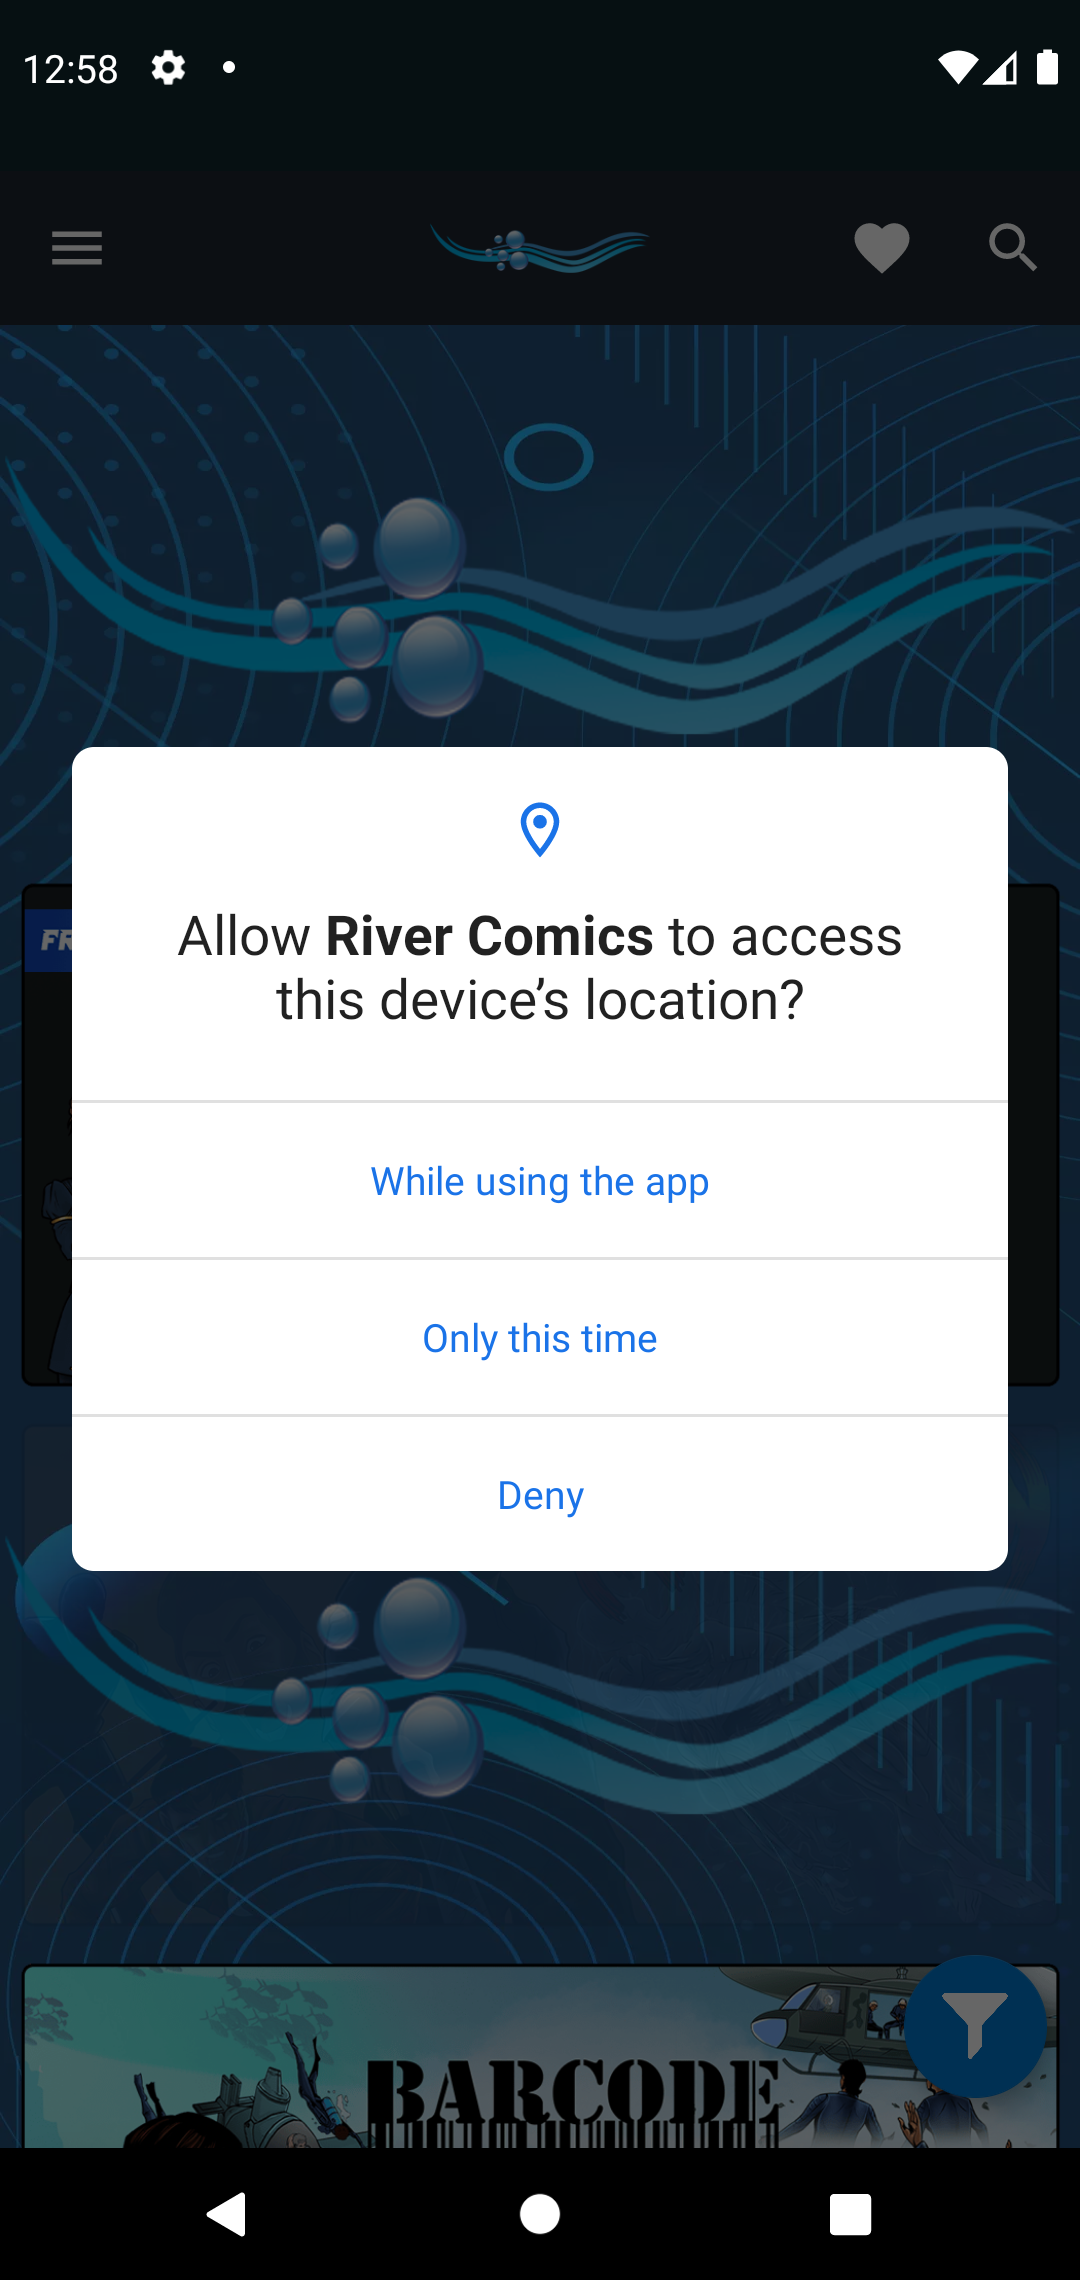 12:58
Allow River Comics to access
this device’s location?
While using the app
Only this time
Deny
FR
BARCODE